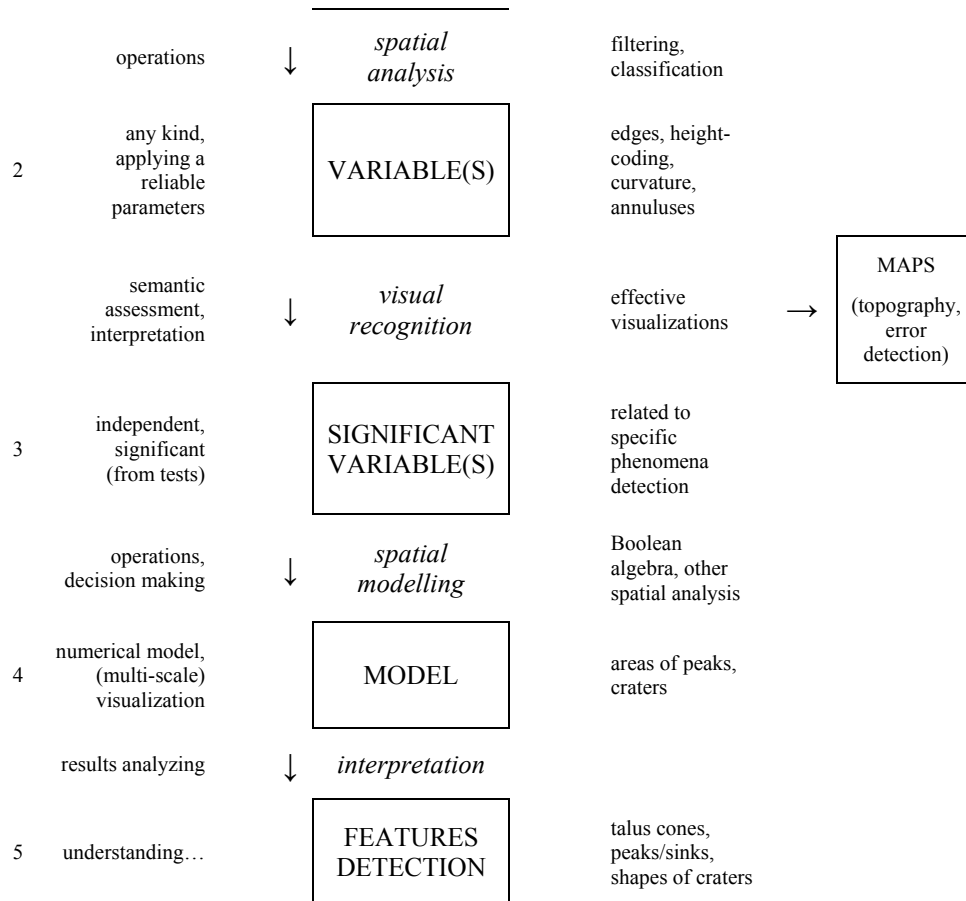 operations
↓
spatial
analysis
filtering,
classification
2
any kind,
applying a
reliable
parameters
VARIABLE(S)
edges, height-
coding,
curvature,
annuluses
semantic
assessment,
interpretation
↓
visual
recognition
effective
visualizations
→
MAPS
(topography,
error
detection)
3
independent,
significant
(from tests)
SIGNIFICANT
VARIABLE(S)
related to
specific
phenomena
detection
operations,
decision making
↓
spatial
modelling
Boolean
algebra, other
spatial analysis
4
numerical model,
(multi-scale)
visualization
MODEL
areas of peaks,
craters
results analyzing
↓
interpretation
5
understanding…
FEATURES
DETECTION
talus cones,
peaks/sinks,
shapes of craters